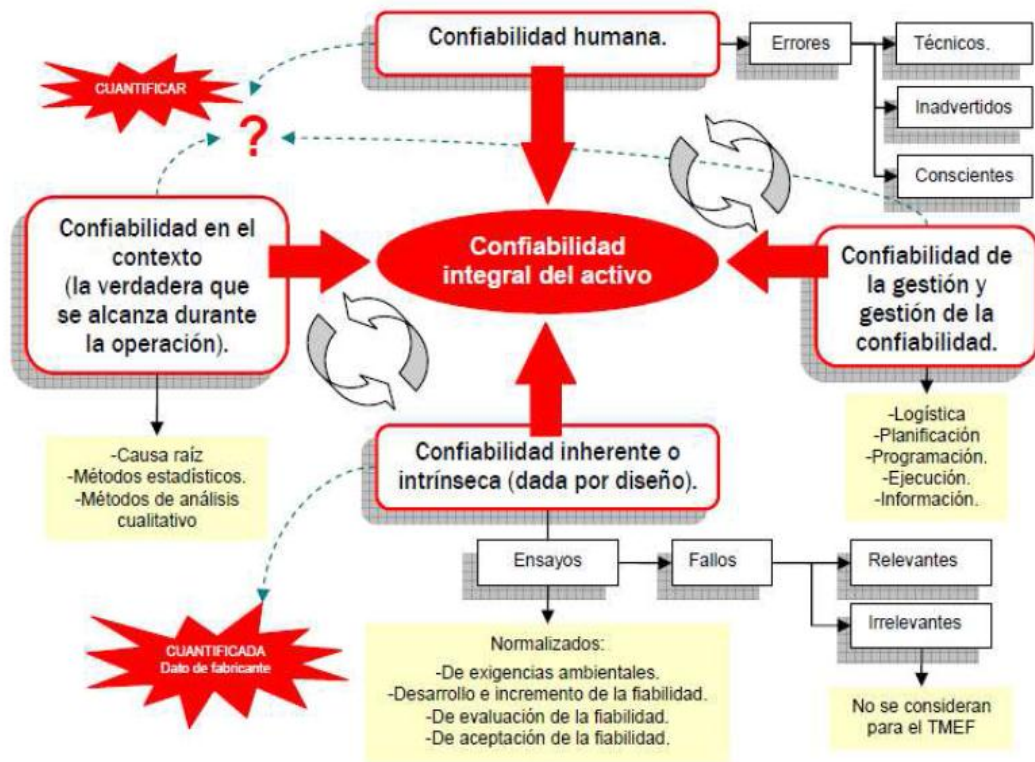 Confiabilidad humana.
Errores
Técnicos.
Inadvertidos
Conscientes
CUANTIFICAR
?
Confiabilidad en el
contexto
(la verdadera que
se alcanza durante
la operación).
Confiabilidad
integral del activo
Confiabilidad de
la gestión y
gestión de la
confiabilidad.
-Causa raíz
-Métodos estadísticos.
-Métodos de análisis
cualitativo
Confiabilidad inherente o
intrínseca (dada por diseño).
-Logística
-Planificación
-Programación.
-Ejecución.
-Información.
Ensayos
Fallos
Relevantes
Irrelevantes
CUANTIFICADA
Dato de fabricante
Normalizados:
-De exigencias ambientales.
-Desarrollo e incremento de la fiabilidad.
-De evaluación de la fiabilidad.
-De aceptación de la fiabilidad.
No se consideran
para el TMEF